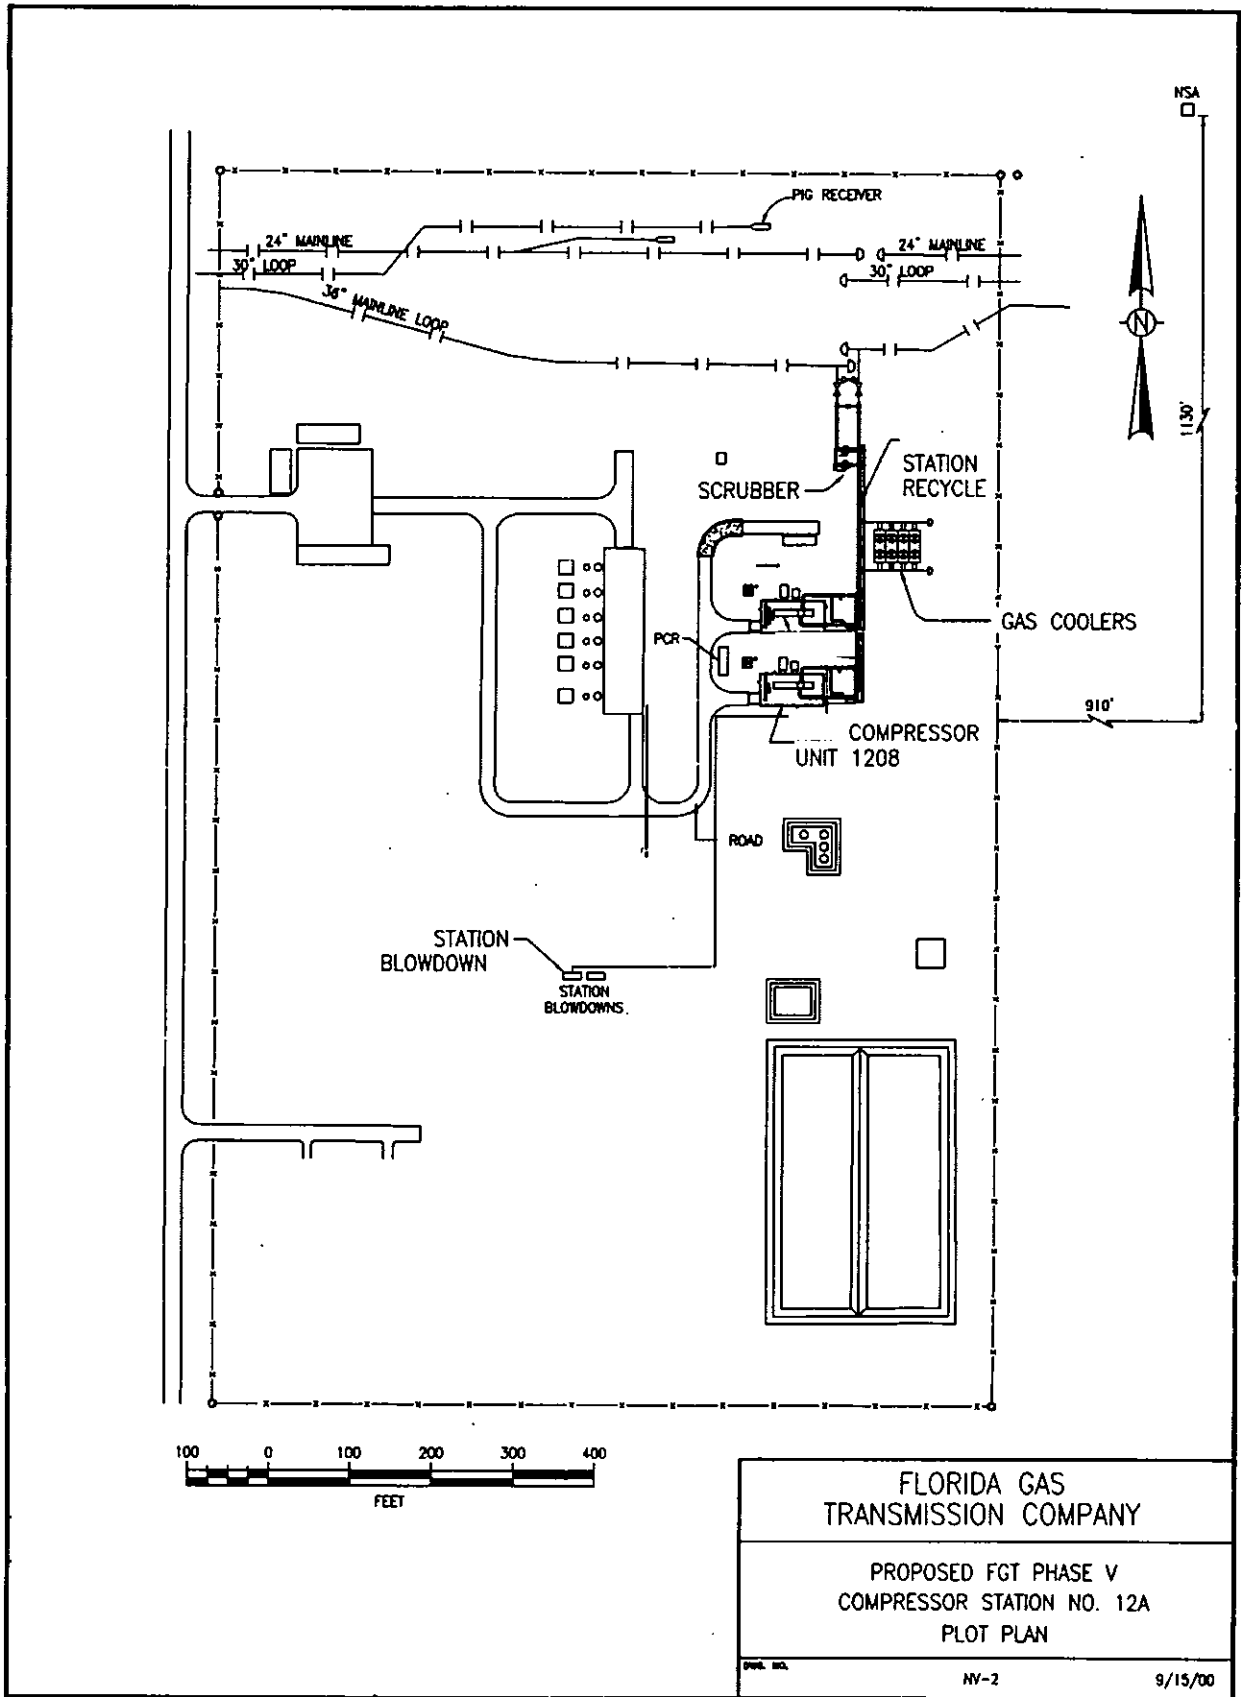 NSA
PIG RECEIVER
24" MAINLINE
24" MAINLINE
30" LOOP
30" LOOP
36" MAINLINE LOOP
N
1130'
STATION
RECYCLE
SCRUBBER
GAS COOLERS
PCR
910'
COMPRESSOR
UNIT 1208
ROAD
STATION
BLOWDOWN
STATION
BLOWDOWNS
100 0 100 200 300 400
FEET
FLORIDA GAS
TRANSMISSION COMPANY
PROPOSED FGT PHASE V
COMPRESSOR STATION NO. 12A
PLOT PLAN
DWG. NO.
NV-2
9/15/00